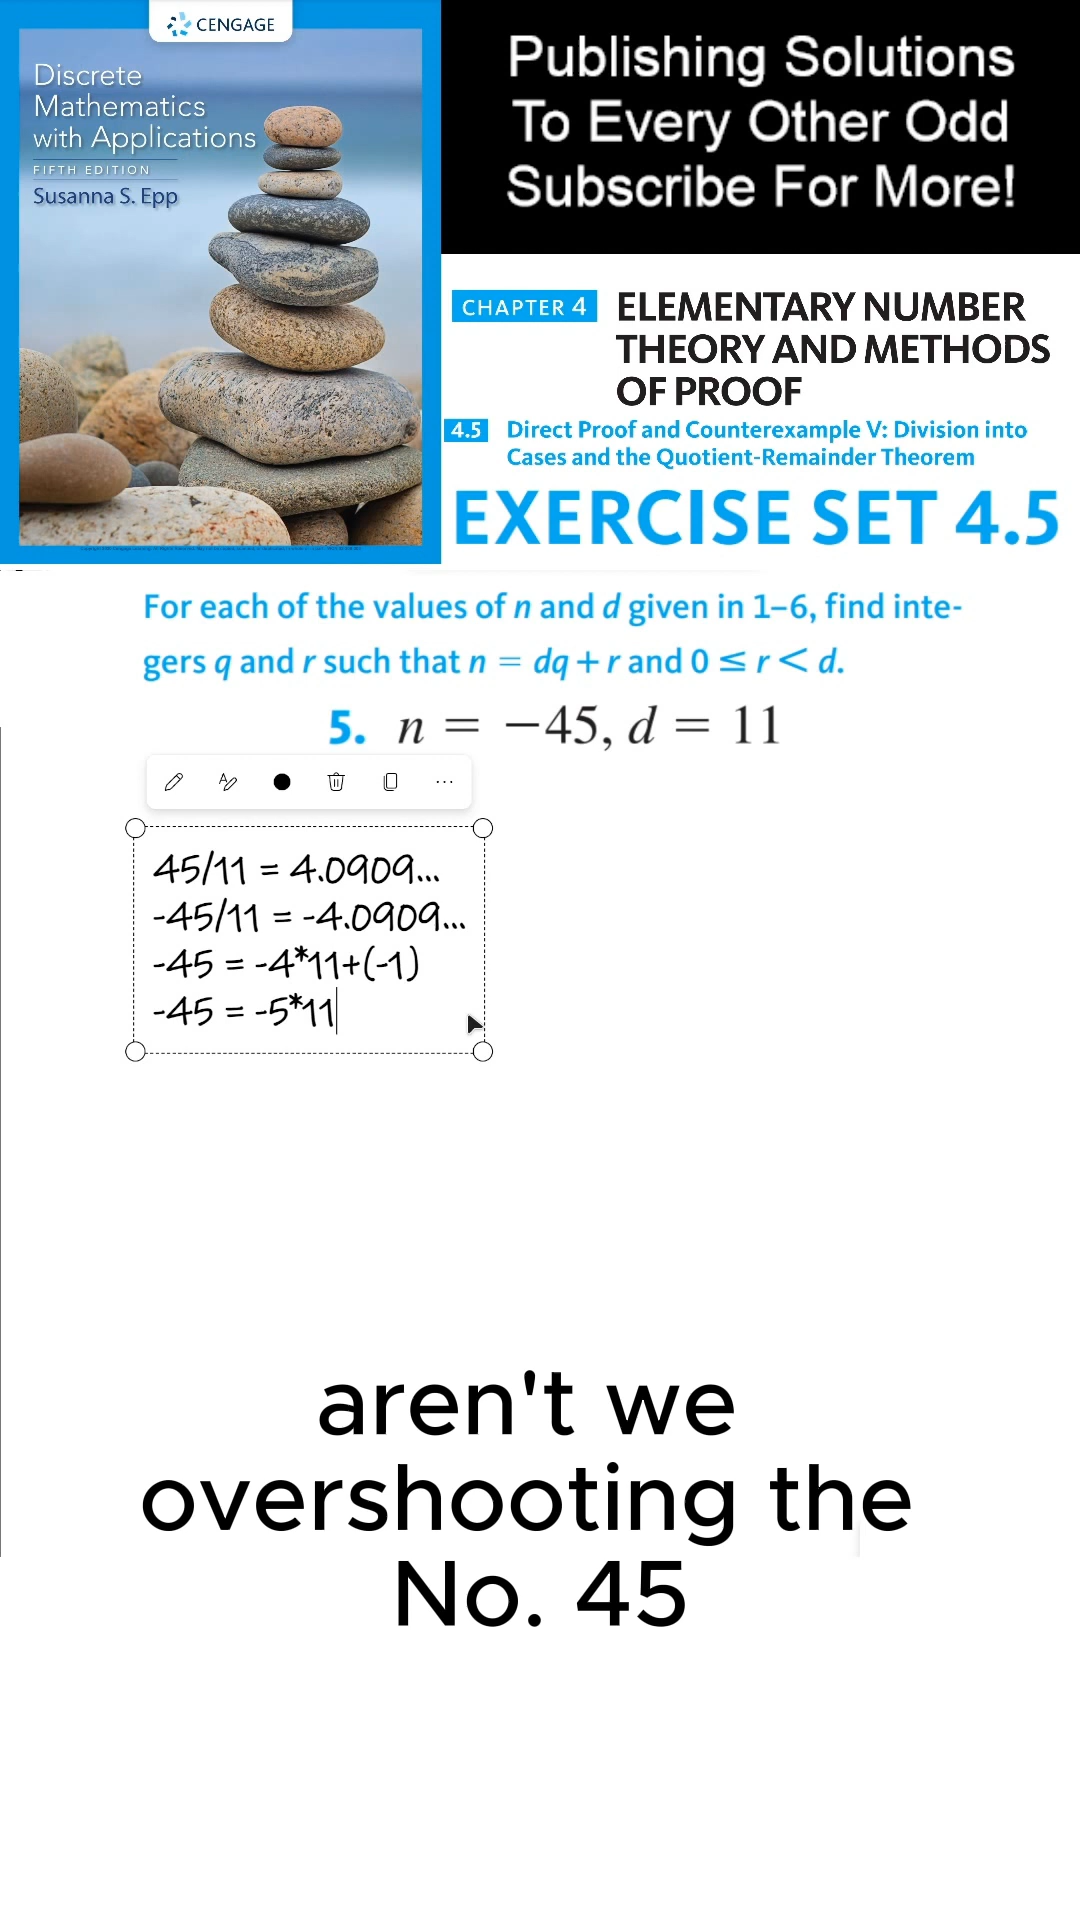 CENGAGE
Discrete
Mathematics
with Applications
FIFTH EDITION
Susanna S. Epp
Publishing Solutions
To Every Other Odd
Subscribe For More!
CHAPTER 4
ELEMENTARY NUMBER
THEORY AND METHODS
OF PROOF
4.5 Direct Proof and Counterexample V: Division into
Cases and the Quotient-Remainder Theorem
EXERCISE SET 4.5
For each of the values of n and d given in 1–6, find inte-
gers q and r such that n = dq + r and 0 ≤ r < d.
5. n = −45, d = 11
45/11 = 4.0909...
-45/11 = -4.0909...
-45 = -4*11+(-1)
-45 = -5*11
aren't we
overshooting the
No. 45